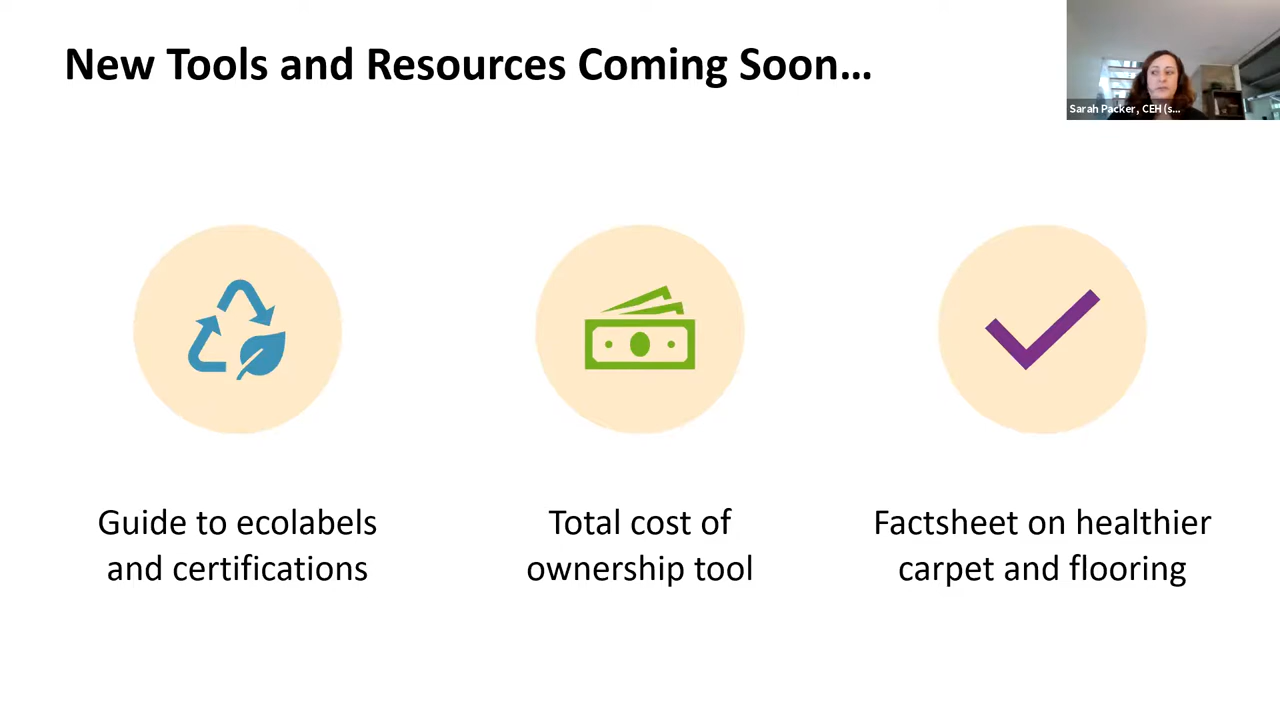 New Tools and Resources Coming Soon…
Sarah Packer, CEH (s...
Guide to ecolabels
and certifications
Total cost of
ownership tool
Factsheet on healthier
carpet and flooring